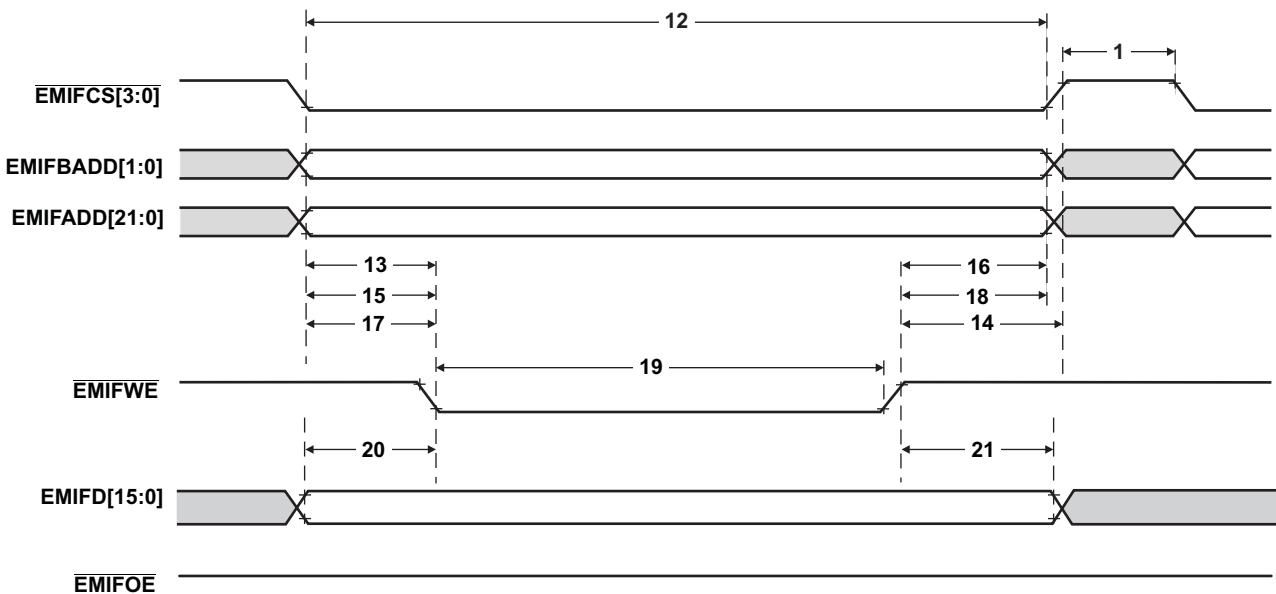 12
1
EMIFCS[3:0]
EMIFBADD[1:0]
EMIFADD[21:0]
13
16
15
18
17
14
19
EMIFWE
20
21
EMIFD[15:0]
EMIFOE